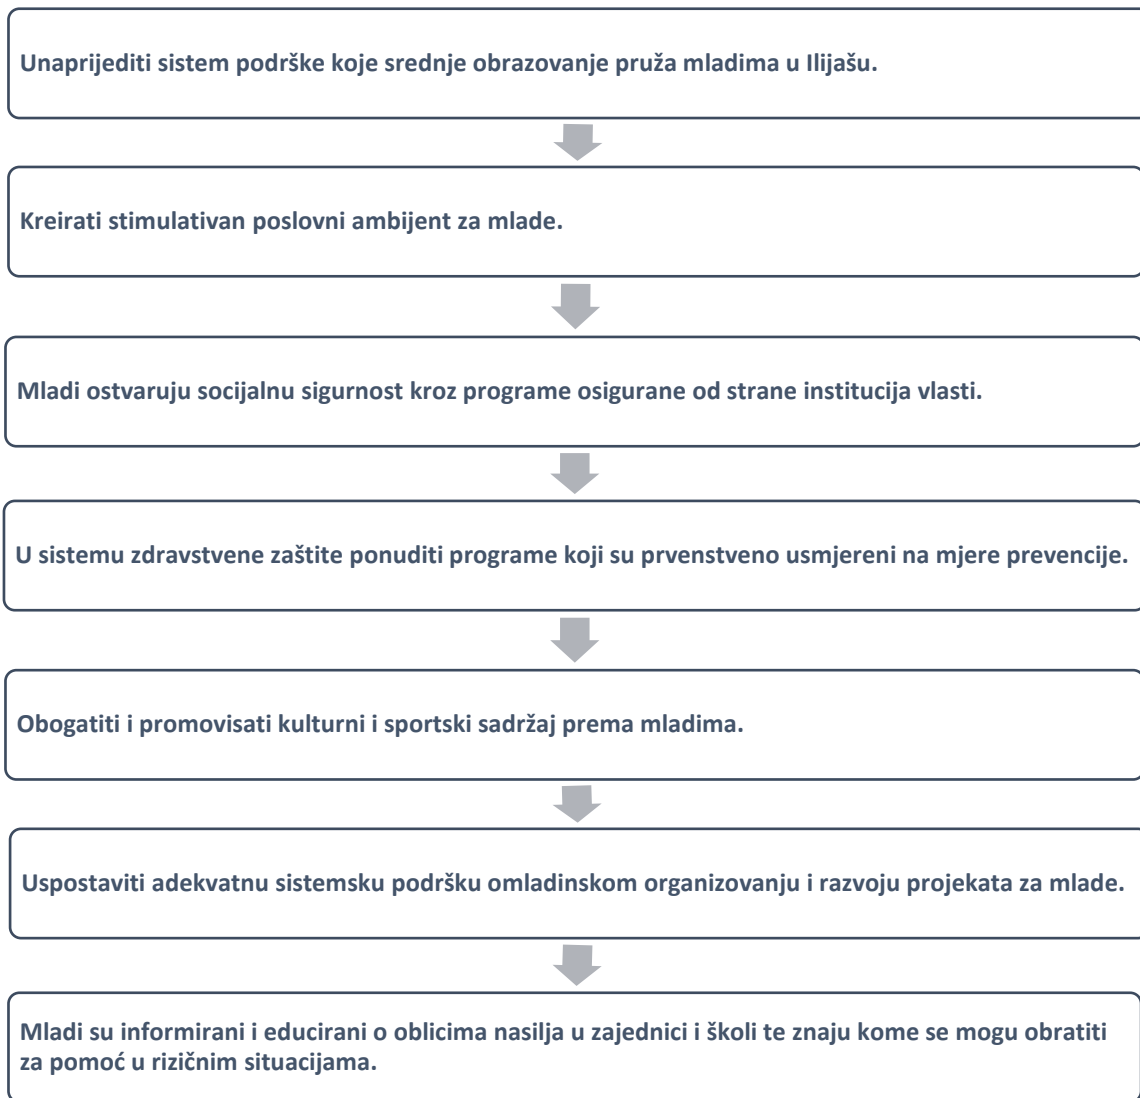 Unaprijediti sistem podrške koje srednje obrazovanje pruža mladima u Ilijašu.
Kreirati stimulativan poslovni ambijent za mlade.
Mladi ostvaruju socijalnu sigurnost kroz programe osigurane od strane institucija vlasti.
U sistemu zdravstvene zaštite ponuditi programe koji su prvenstveno usmjereni na mjere prevencije.
Obogatiti i promovisati kulturni i sportski sadržaj prema mladima.
Uspostaviti adekvatnu sistemsku podršku omladinskom organizovanju i razvoju projekata za mlade.
Mladi su informirani i educirani o oblicima nasilja u zajednici i školi te znaju kome se mogu obratiti
za pomoć u rizičnim situacijama.